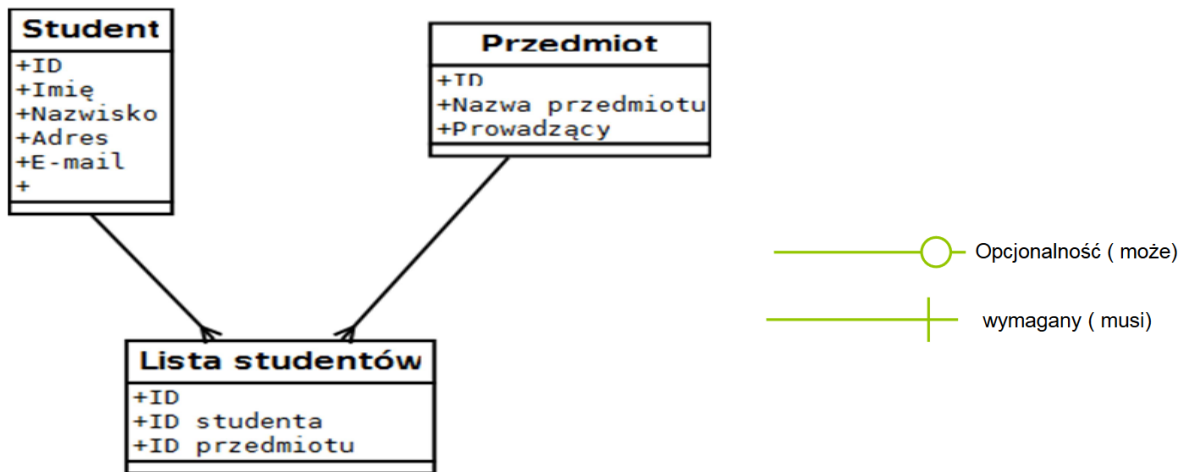 Student
+ID
+Imię
+Nazwisko
+Adres
+E-mail
+
Przedmiot
+ID
+Nazwa przedmiotu
+Prowadzący
Opcjonalność ( może)
wymagany ( musi)
Lista studentów
+ID
+ID studenta
+ID przedmiotu